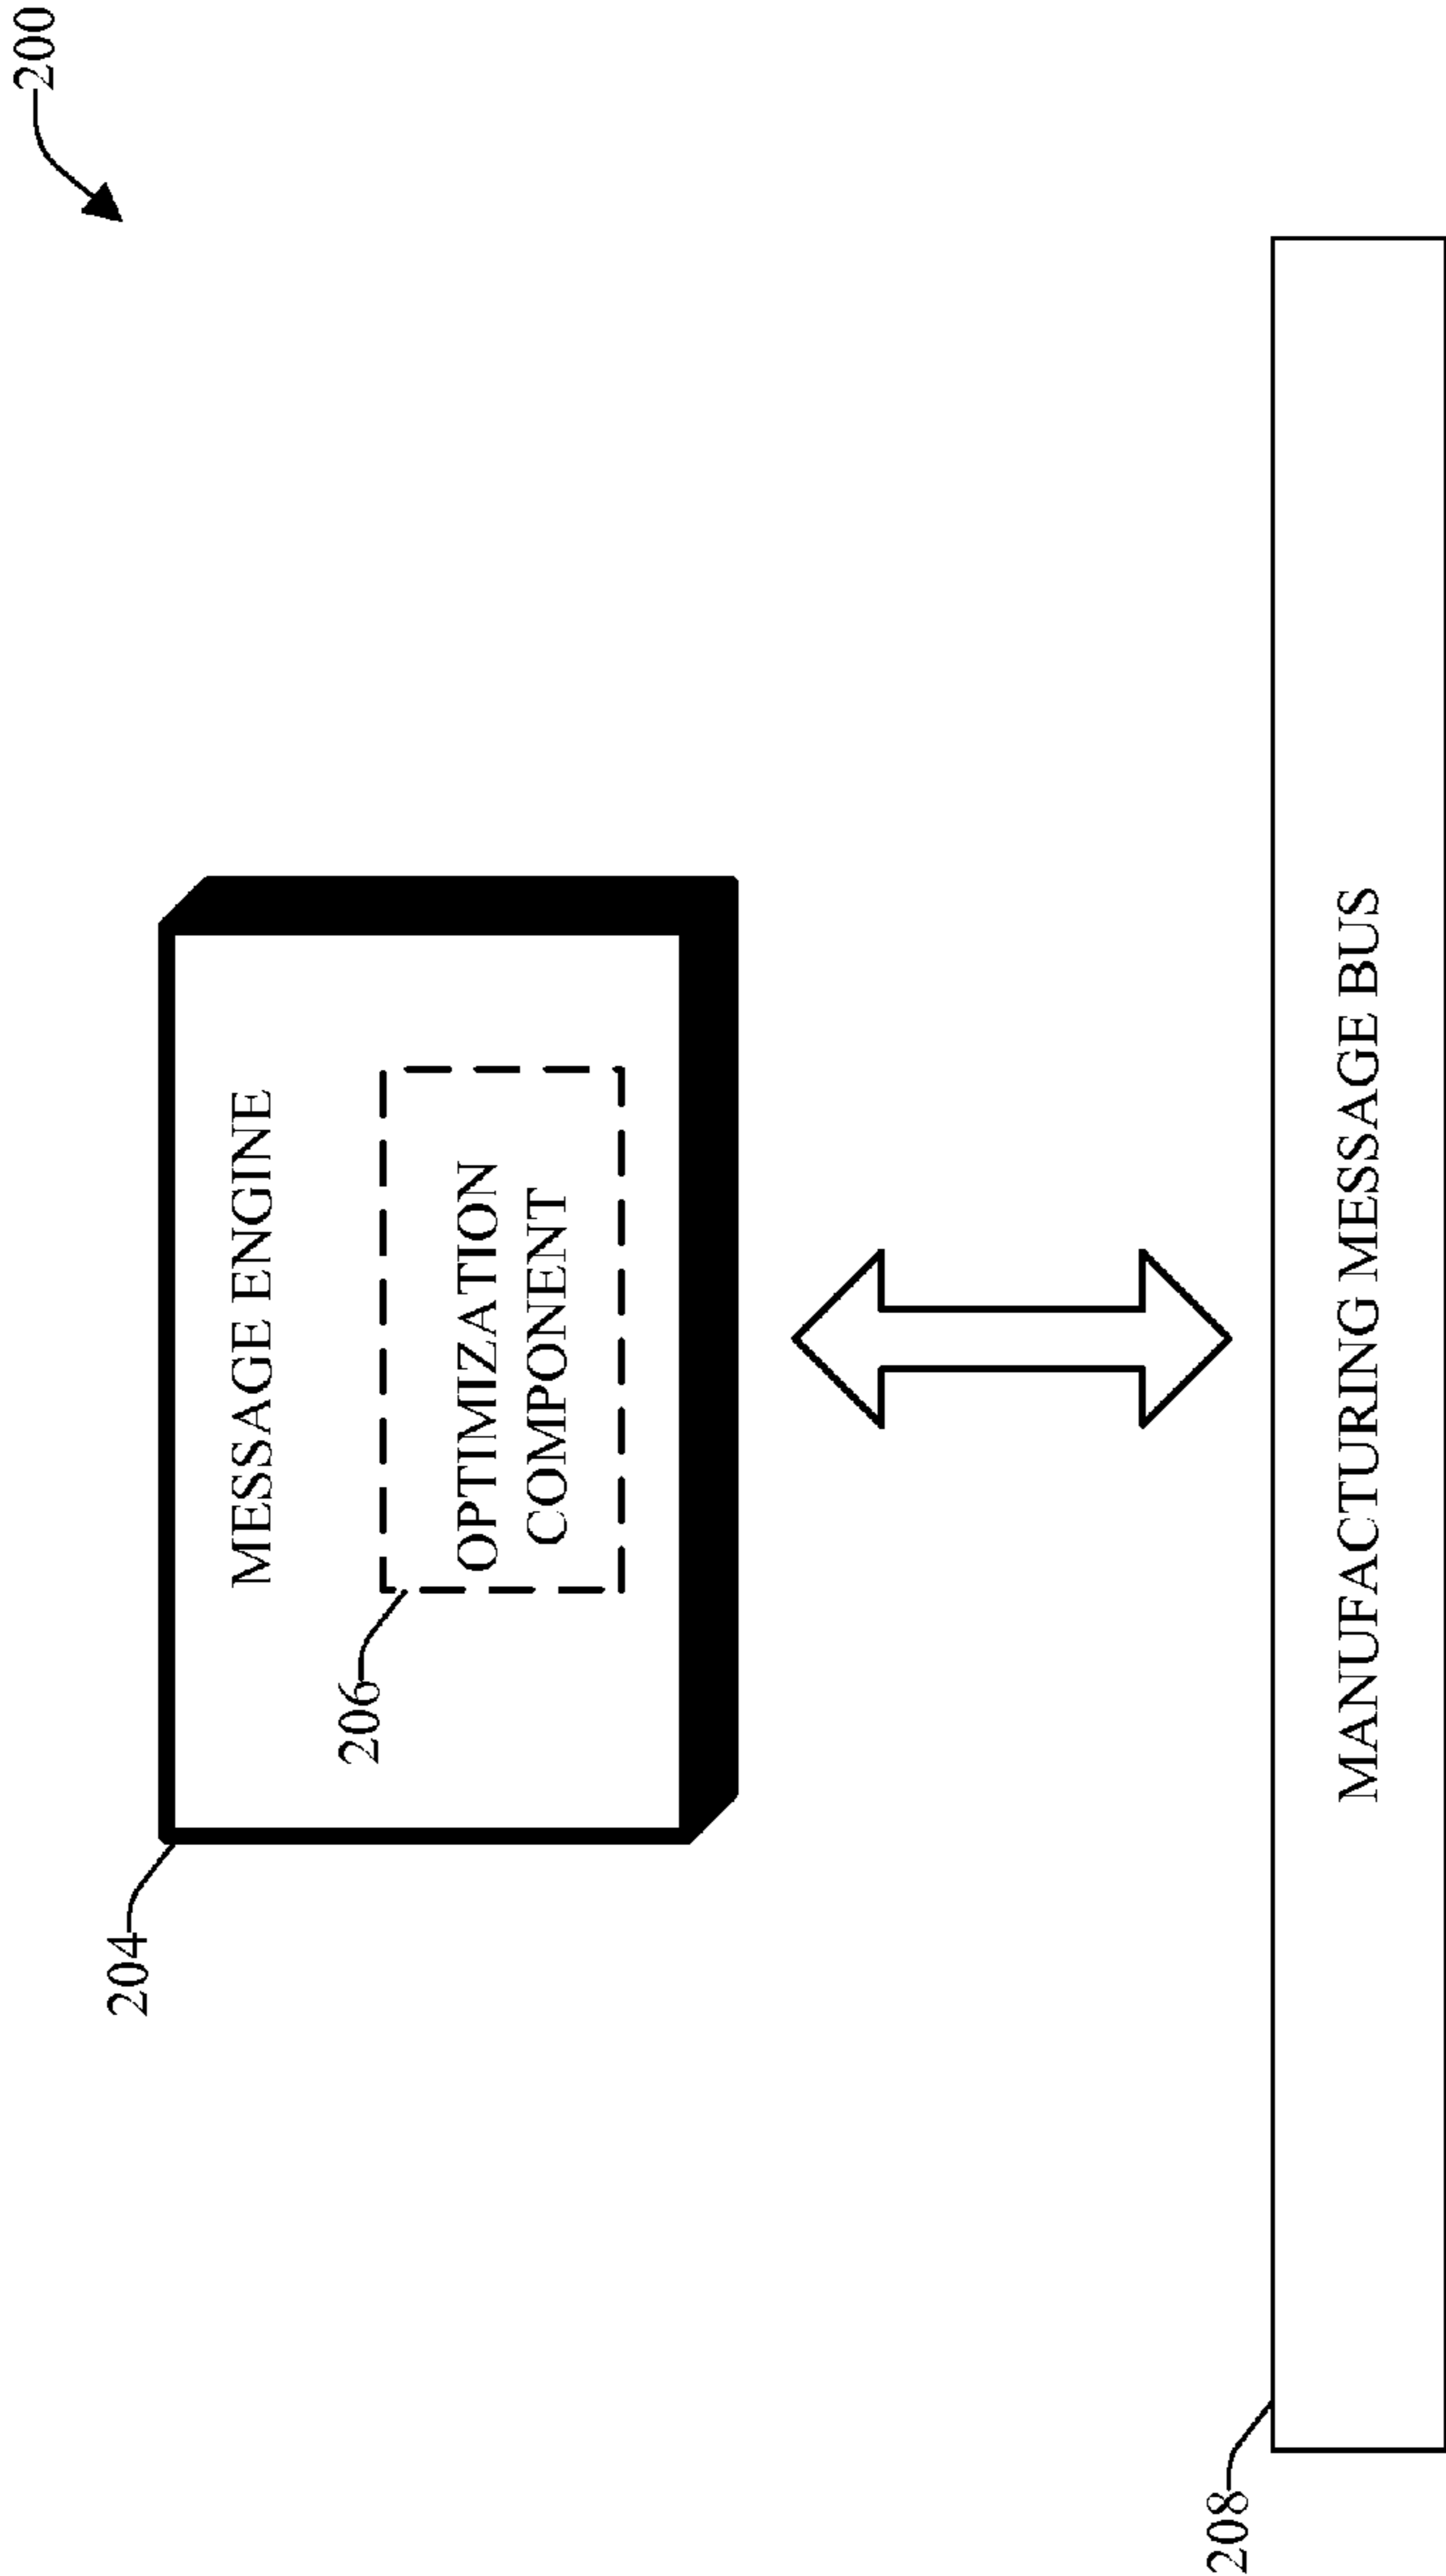 200
204
MESSAGE ENGINE
206
OPTIMIZATION
COMPONENT
208
MANUFACTURING MESSAGE BUS